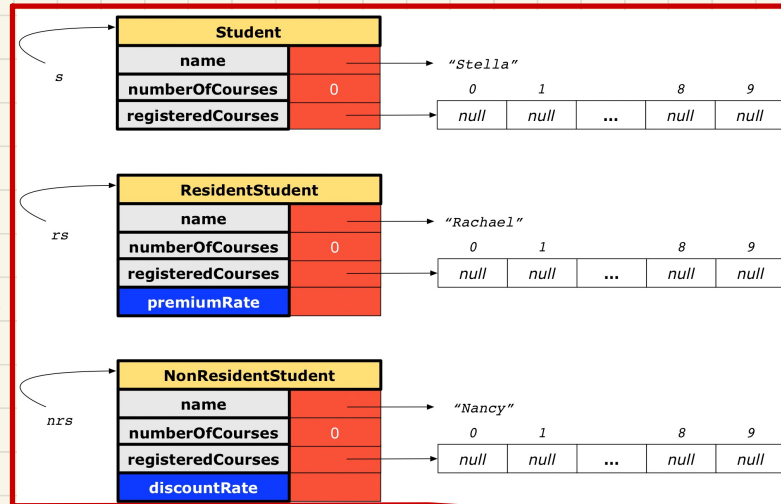 Student
s
name
"Stella"
numberOfCourses 0
0 1 8 9
registeredCourses
null null ... null null
ResidentStudent
rs
name
"Rachael"
numberOfCourses 0
0 1 8 9
registeredCourses
null null ... null null
premiumRate
NonResidentStudent
nrs
name
"Nancy"
numberOfCourses 0
0 1 8 9
registeredCourses
null null ... null null
discountRate